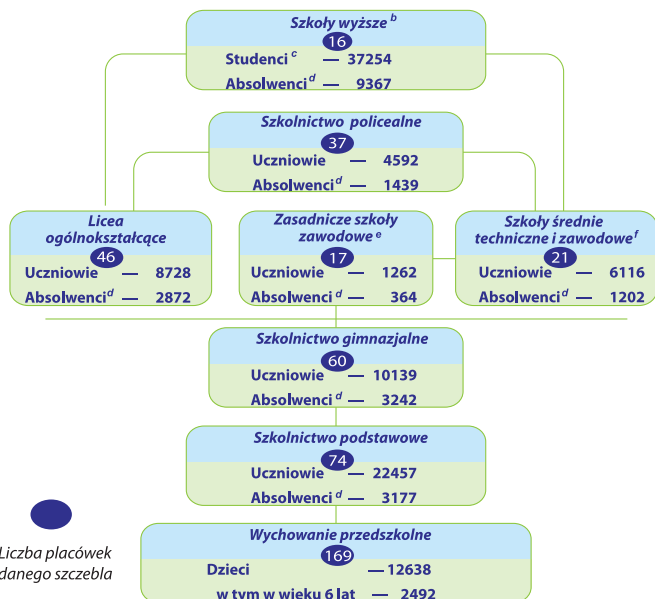 Szkoły wyższe b
16
Studenci c — 37254
Absolwenci d — 9367
Szkolnictwo policealne
37
Uczniowie — 4592
Absolwenci d — 1439
Licea
ogólnokształcące
46
Uczniowie — 8728
Absolwenci d — 2872
Zasadnicze szkoły
zawodowe e
17
Uczniowie — 1262
Absolwenci d — 364
Szkoły średnie
techniczne i zawodowe f
21
Uczniowie — 6116
Absolwenci d — 1202
Szkolnictwo gimnazjalne
60
Uczniowie — 10139
Absolwenci d — 3242
Szkolnictwo podstawowe
74
Uczniowie — 22457
Absolwenci d — 3177
Wychowanie przedszkolne
169
Dzieci — 12638
w tym w wieku 6 lat — 2492
Liczba placówek
danego szczebla